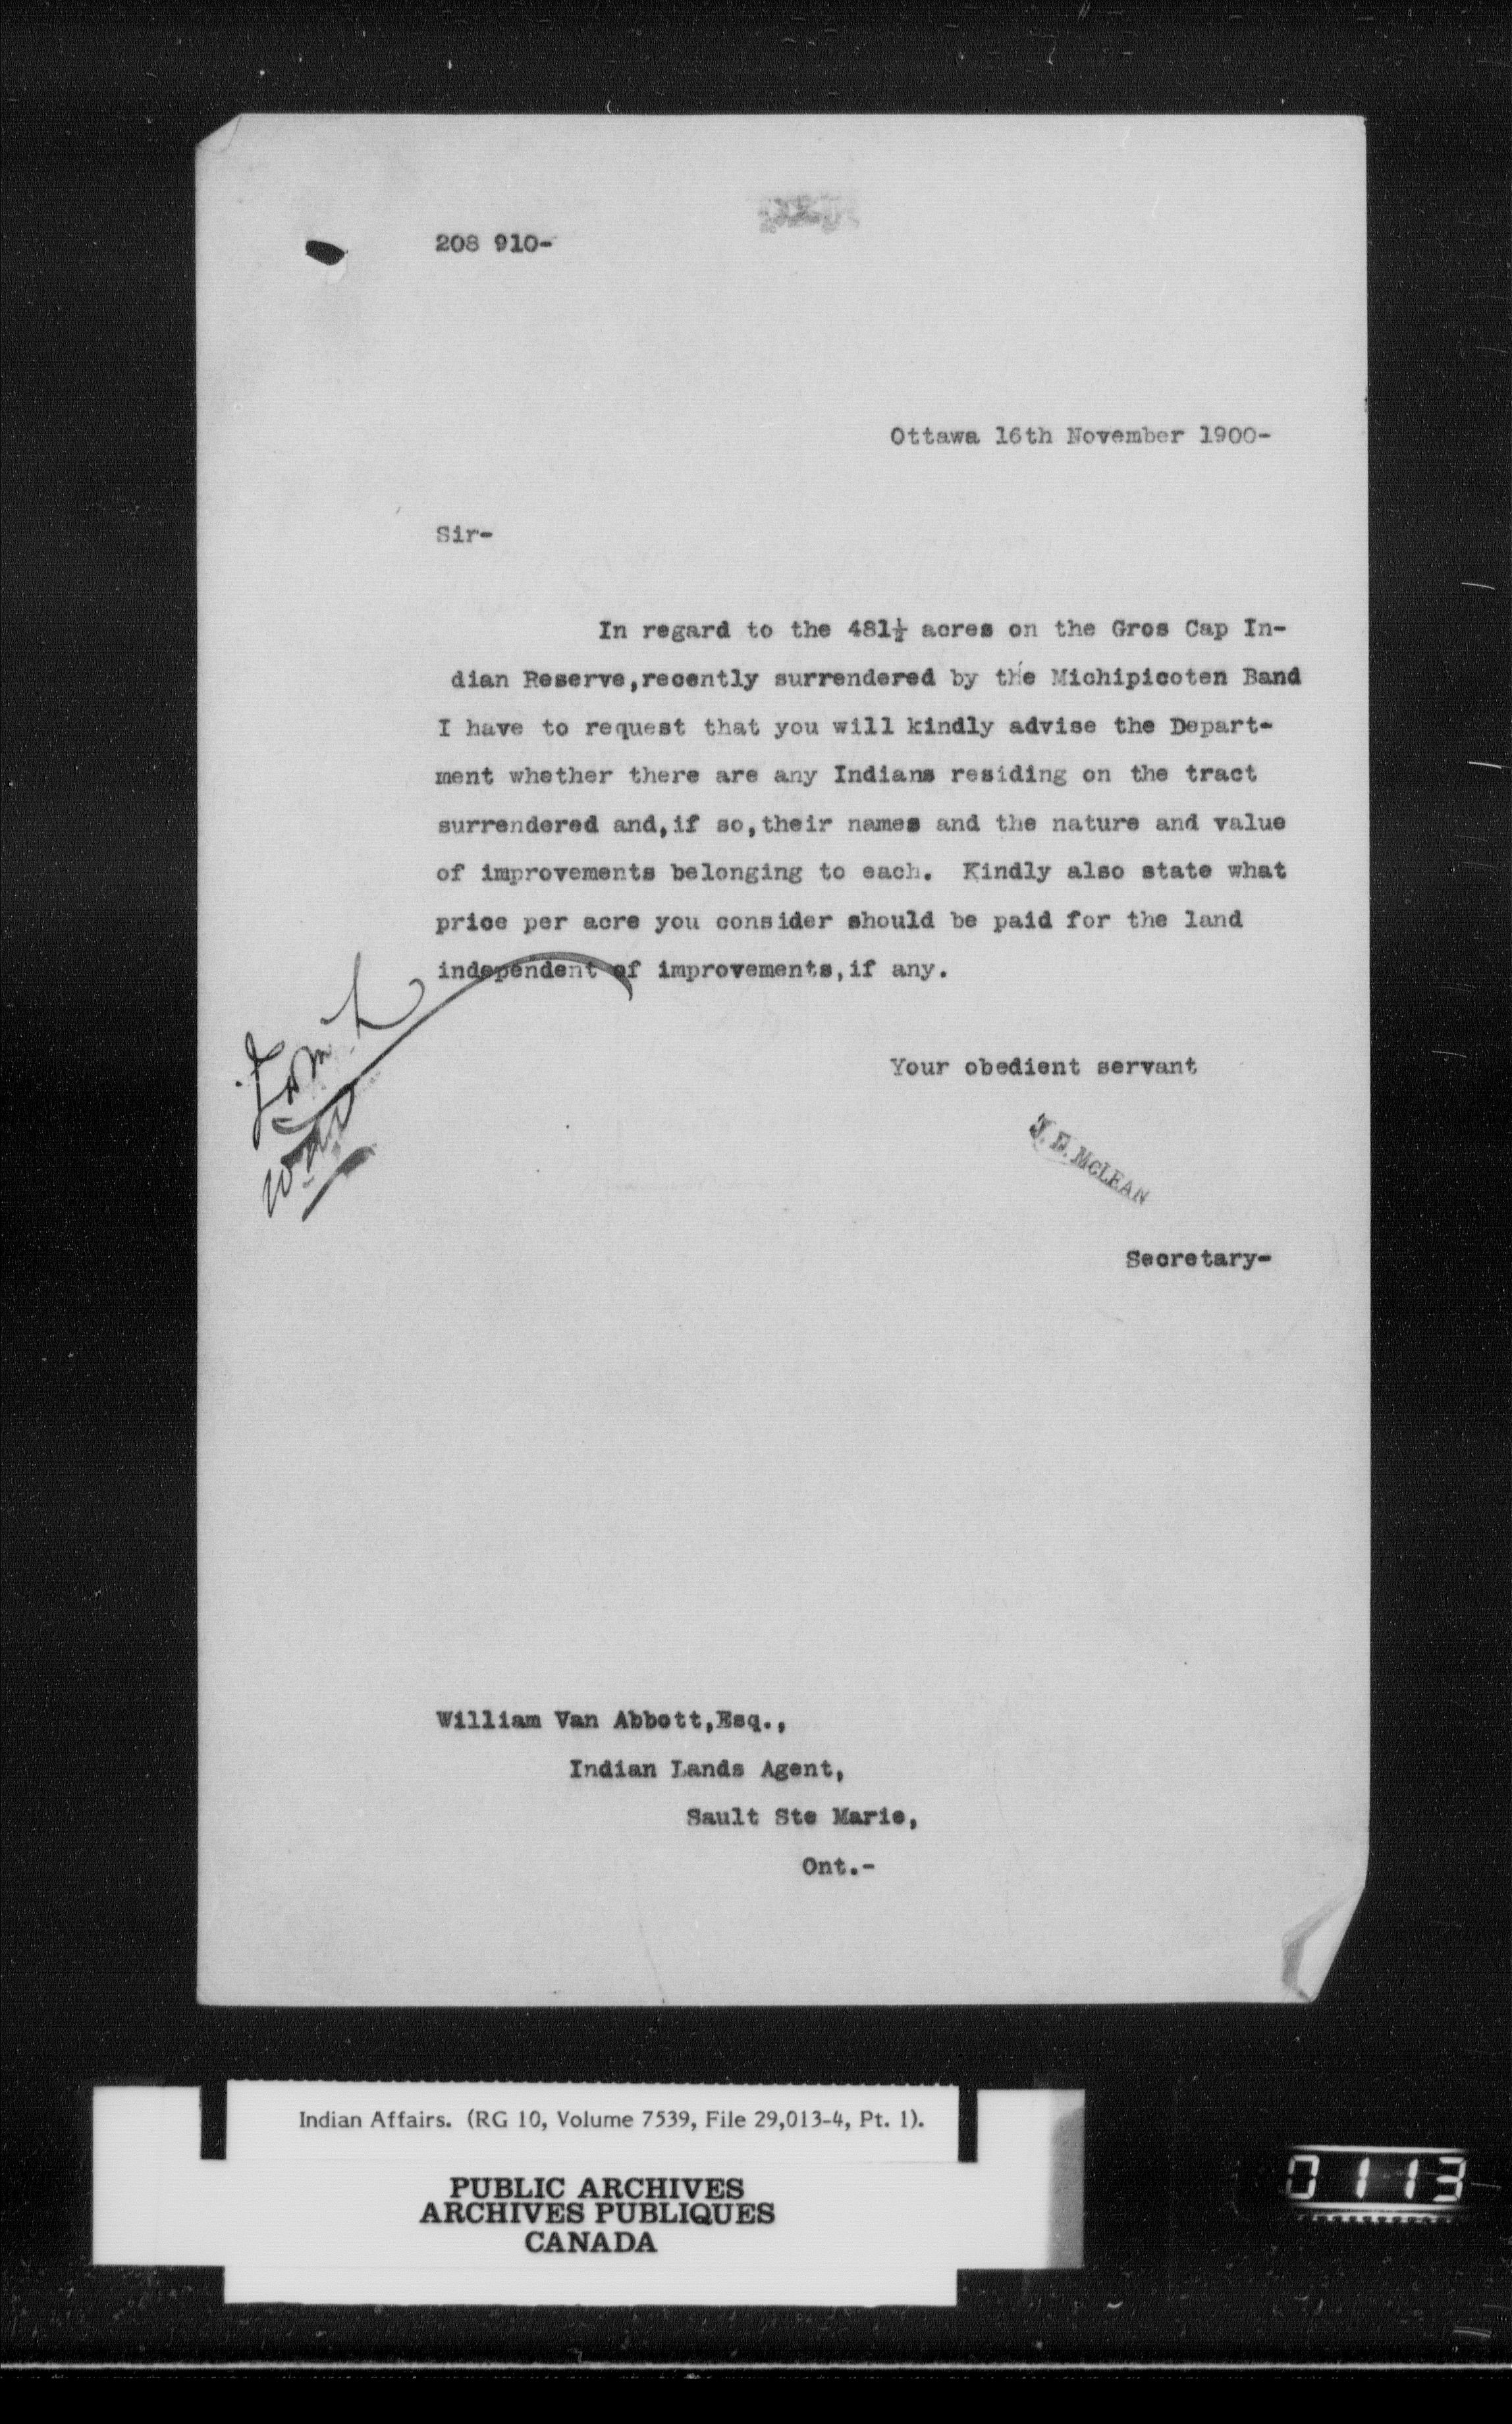 208 910-
Ottawa 16th November 1900-
Sir-
In regard to the 481½ acres on the Gros Cap In-
dian Reserve,recently surrendered by the Michipicoten Band
I have to request that you will kindly advise the Depart-
ment whether there are any Indians residing on the tract
surrendered and,if so,their names and the nature and value
of improvements belonging to each. Kindly also state what
price per acre you consider should be paid for the land
independent of improvements,if any.
Your obedient servant
J. D. McLEAN
Secretary-
William Van Abbott,Esq.,
Indian Lands Agent,
Sault Ste Marie,
Ont.-
Indian Affairs. (RG 10, Volume 7539, File 29,013-4, Pt. 1).
PUBLIC ARCHIVES
ARCHIVES PUBLIQUES
CANADA
0113